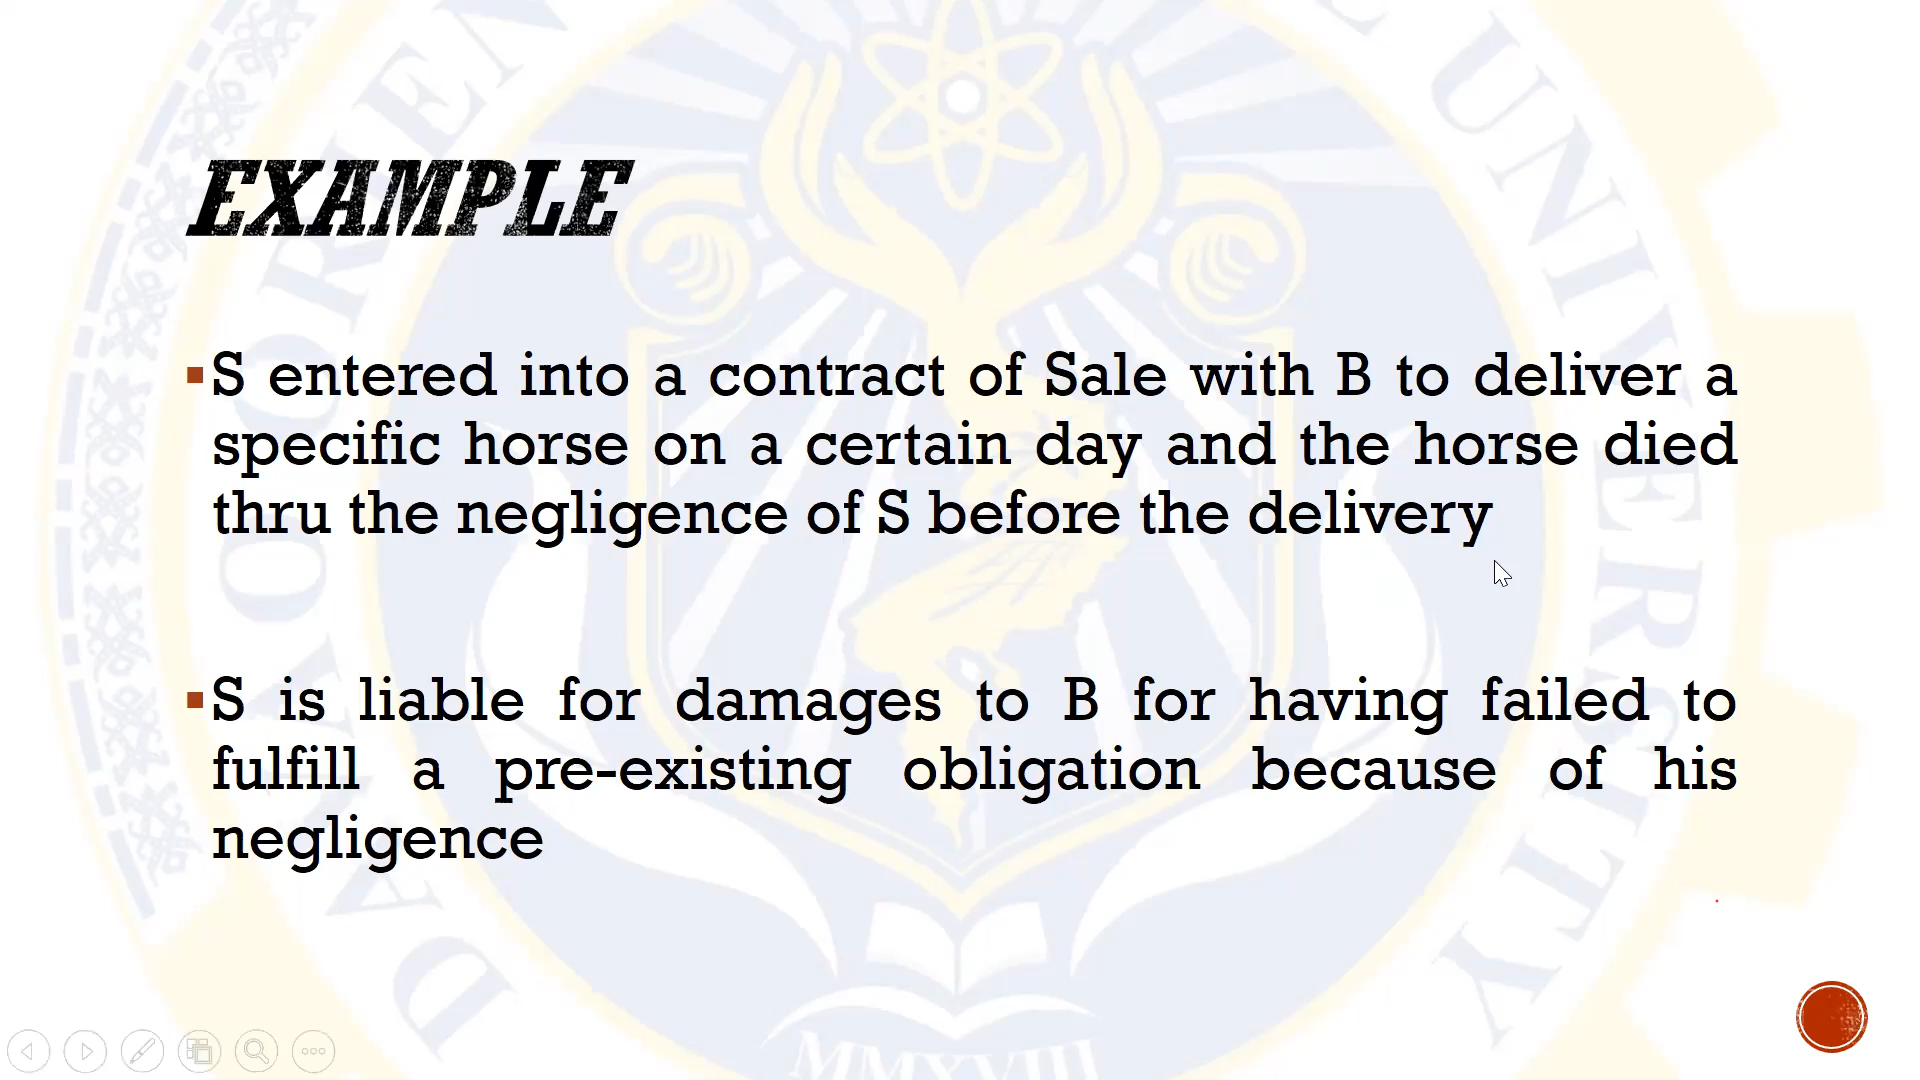 EXAMPLE
S entered into a contract of Sale with B to deliver a
specific horse on a certain day and the horse died
thru the negligence of S before the delivery
S is liable for damages to B for having failed to
fulfill a pre-existing obligation because of his
negligence
MMXVIII